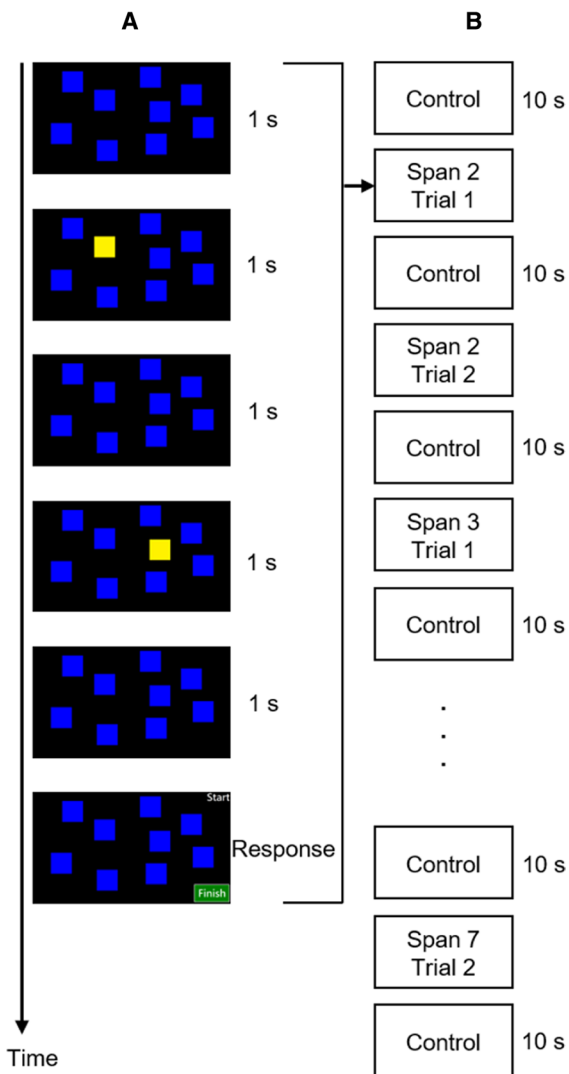 A
1 s
1 s
1 s
1 s
1 s
Start
Response
Finish
Time
B
Control
10 s
Span 2
Trial 1
Control
10 s
Span 2
Trial 2
Control
10 s
Span 3
Trial 1
Control
10 s
.
.
.
Control
10 s
Span 7
Trial 2
Control
10 s